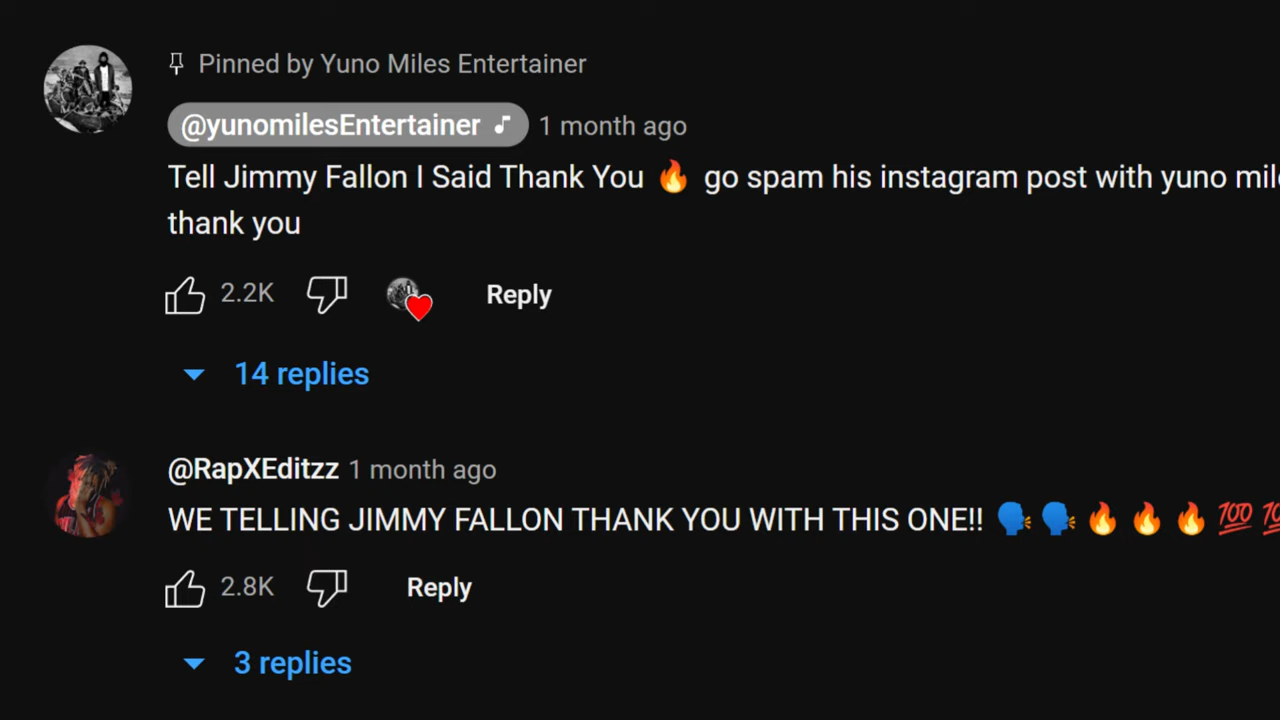 Pinned by Yuno Miles Entertainer
@yunomilesEntertainer 1 month ago
Tell Jimmy Fallon I Said Thank You 🔥 go spam his instagram post with yuno
thank you
2.2K Reply
14 replies
@RapXEditzz 1 month ago
WE TELLING JIMMY FALLON THANK YOU WITH THIS ONE!! 🗣️🗣️🔥🔥🔥💯
2.8K Reply
3 replies